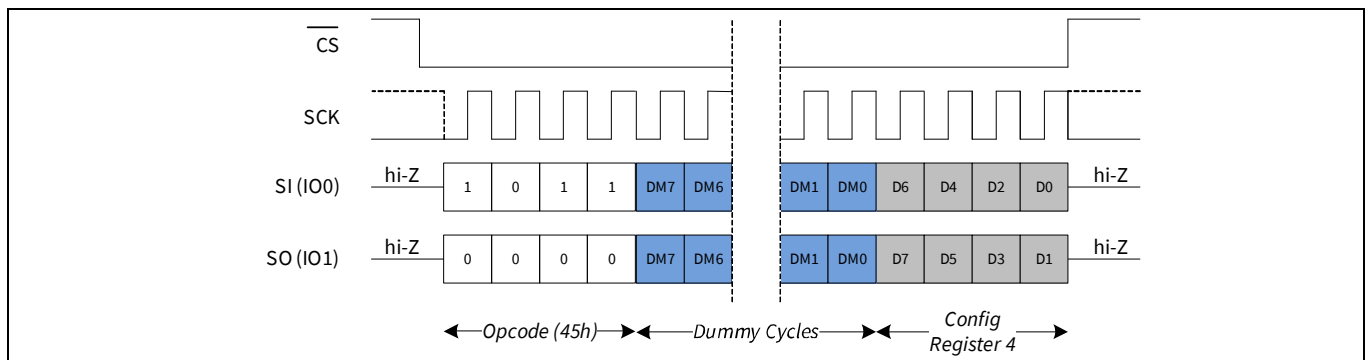 CS
SCK
SI (IO0) hi-Z 1 0 1 1 DM7 DM6 DM1 DM0 D6 D4 D2 D0 hi-Z
SO (IO1) hi-Z 0 0 0 0 DM7 DM6 DM1 DM0 D7 D5 D3 D1 hi-Z
Opcode (45h) Dummy Cycles Config
Register 4